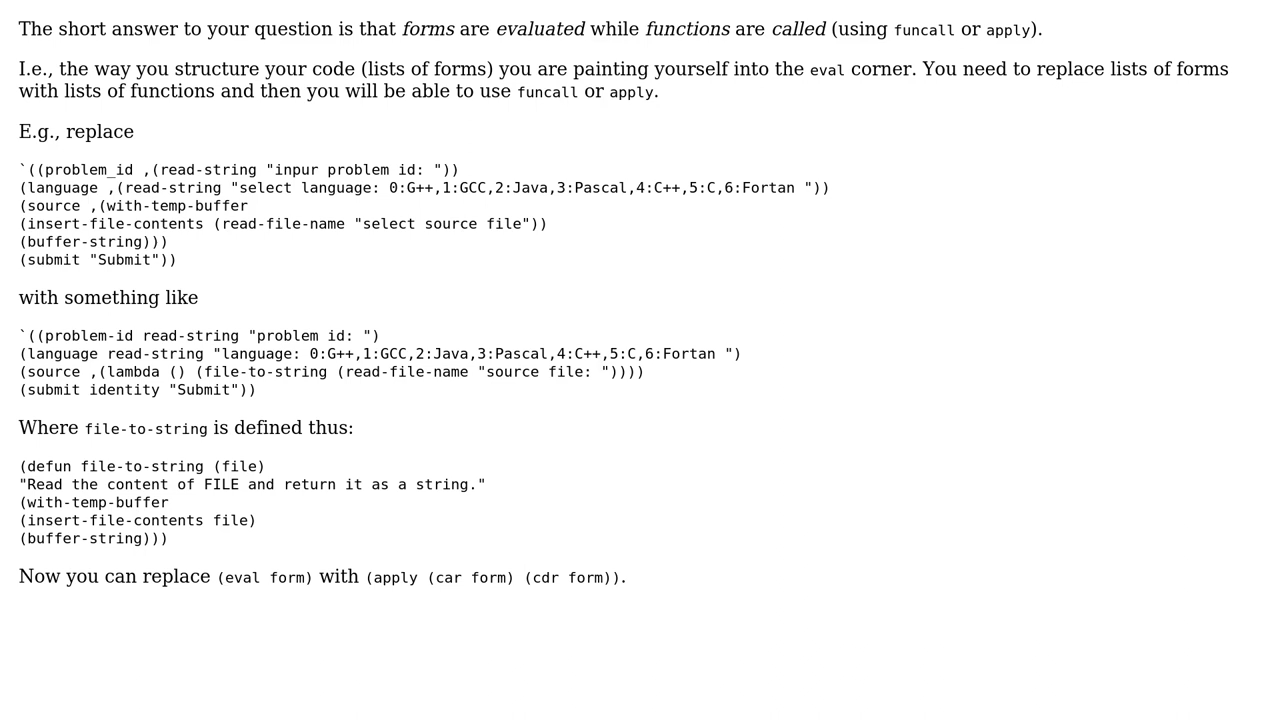 The short answer to your question is that forms are evaluated while functions are called (using funcall or apply).
I.e., the way you structure your code (lists of forms) you are painting yourself into the eval corner. You need to replace lists of forms
with lists of functions and then you will be able to use funcall or apply.
E.g., replace
`((problem_id ,(read-string "inpur problem id: "))
(language ,(read-string "select language: 0:G++,1:GCC,2:Java,3:Pascal,4:C++,5:C,6:Fortan "))
(source ,(with-temp-buffer
(insert-file-contents (read-file-name "select source file"))
(buffer-string)))
(submit "Submit"))
with something like
`((problem-id read-string "problem id: ")
(language read-string "language: 0:G++,1:GCC,2:Java,3:Pascal,4:C++,5:C,6:Fortan ")
(source ,(lambda () (file-to-string (read-file-name "source file: "))))
(submit identity "Submit"))
Where file-to-string is defined thus:
(defun file-to-string (file)
"Read the content of FILE and return it as a string."
(with-temp-buffer
(insert-file-contents file)
(buffer-string)))
Now you can replace (eval form) with (apply (car form) (cdr form)).